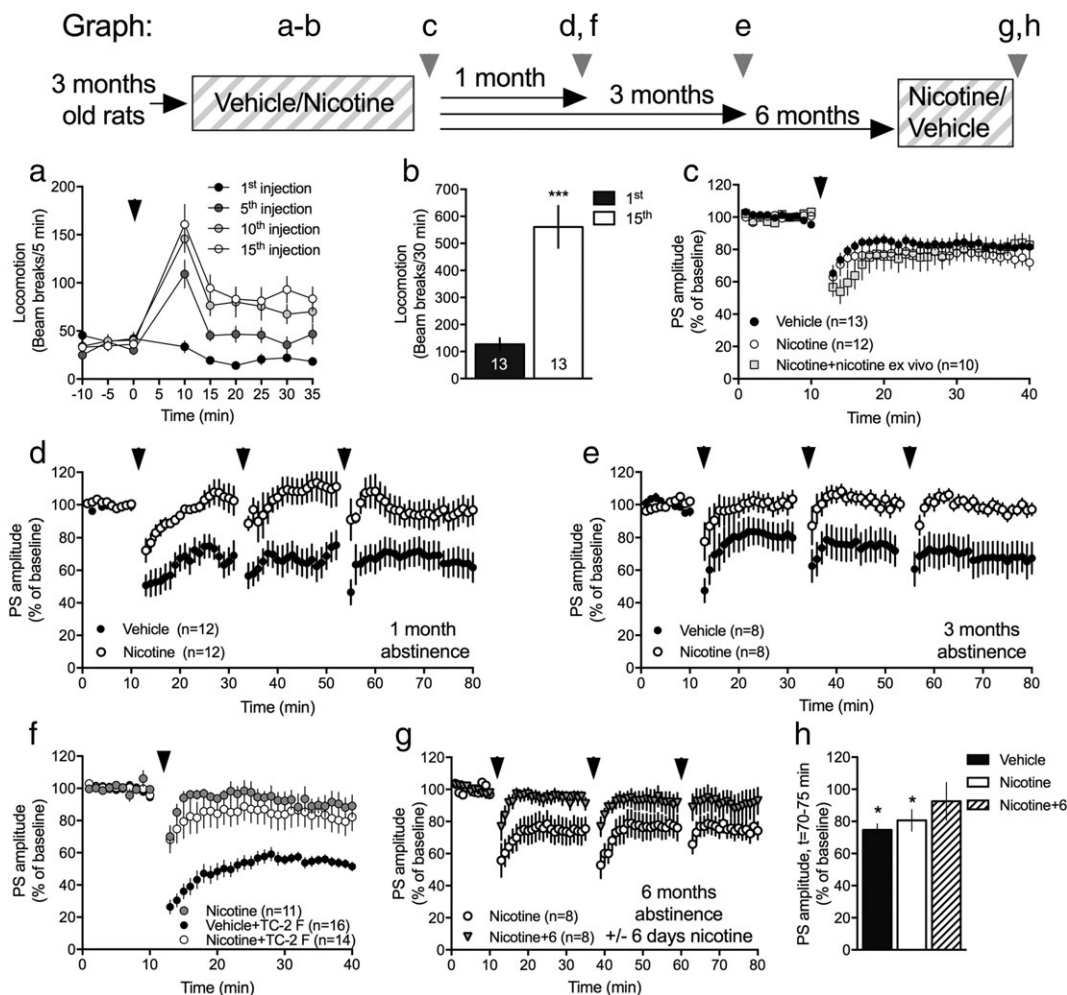 Graph: a-b c d, f e g,h
3 months
old rats
Vehicle/Nicotine
1 month
3 months
6 months
Nicotine/
Vehicle
a
Locomotion
(Beam breaks/5 min)
200
150
100
50
0
-10 -5 0 5 10 15 20 25 30 35
Time (min)
1st injection
5th injection
10th injection
15th injection
b
Locomotion
(Beam breaks/30 min)
700
600
500
400
300
200
100
0
***
13 13
1st
15th
c
PS amplitude
(% of baseline)
120
100
80
60
40
20
0
Vehicle (n=13)
Nicotine (n=12)
Nicotine+nicotine ex vivo (n=10)
0 10 20 30 40
Time (min)
d
PS amplitude
(% of baseline)
120
100
80
60
40
20
0
Vehicle (n=12)
Nicotine (n=12)
1 month
abstinence
0 10 20 30 40 50 60 70 80
Time (min)
e
PS amplitude
(% of baseline)
120
100
80
60
40
20
0
Vehicle (n=8)
Nicotine (n=8)
3 months
abstinence
0 10 20 30 40 50 60 70 80
Time (min)
f
PS amplitude
(% of baseline)
120
100
80
60
40
20
0
Nicotine (n=11)
Vehicle+TC-2 F (n=16)
Nicotine+TC-2 F (n=14)
0 10 20 30 40
Time (min)
g
PS amplitude
(% of baseline)
120
100
80
60
40
20
0
Nicotine (n=8)
Nicotine+6 (n=8)
6 months
abstinence
+/- 6 days nicotine
0 10 20 30 40 50 60 70 80
Time (min)
h
PS amplitude, t=70-75 min
(% of baseline)
120
100
80
60
40
20
0
* *
Vehicle
Nicotine
Nicotine+6